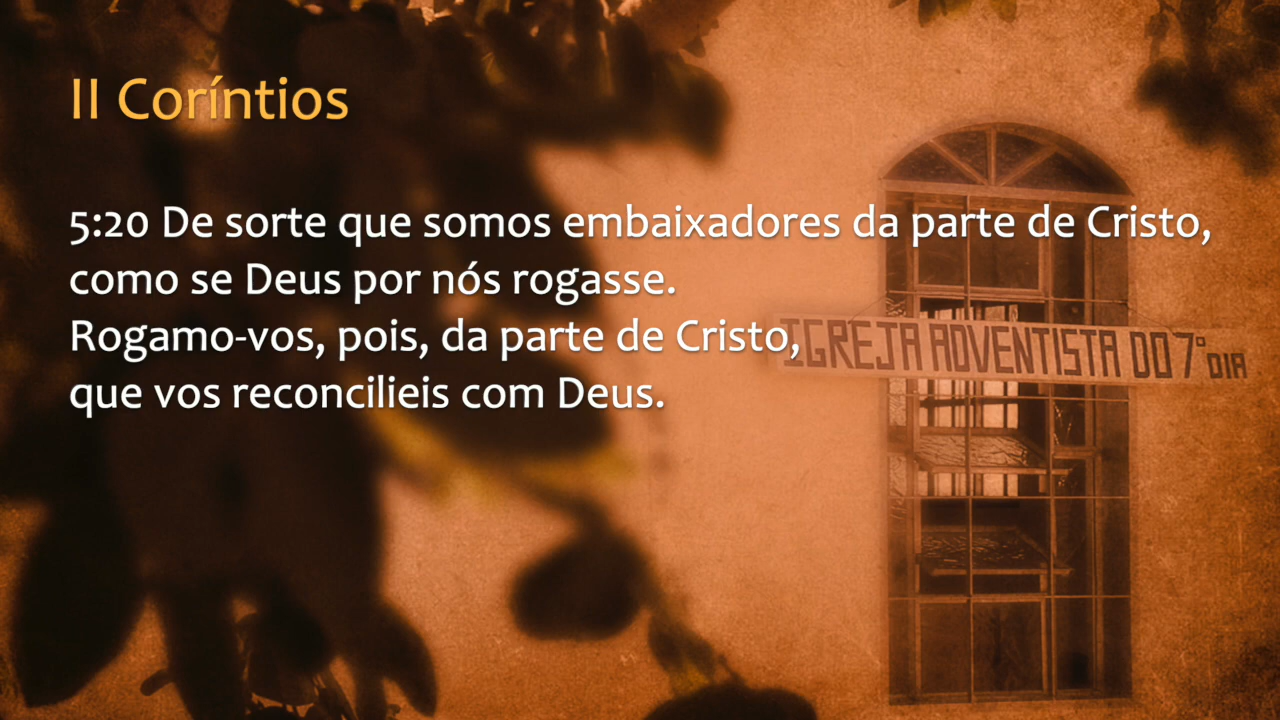 II Coríntios
5:20 De sorte que somos embaixadores da parte de Cristo,
como se Deus por nós rogasse.
Rogamo-vos, pois, da parte de Cristo,
que vos reconcilieis com Deus.
IGREJA ADVENTISTA DO 7° DIA